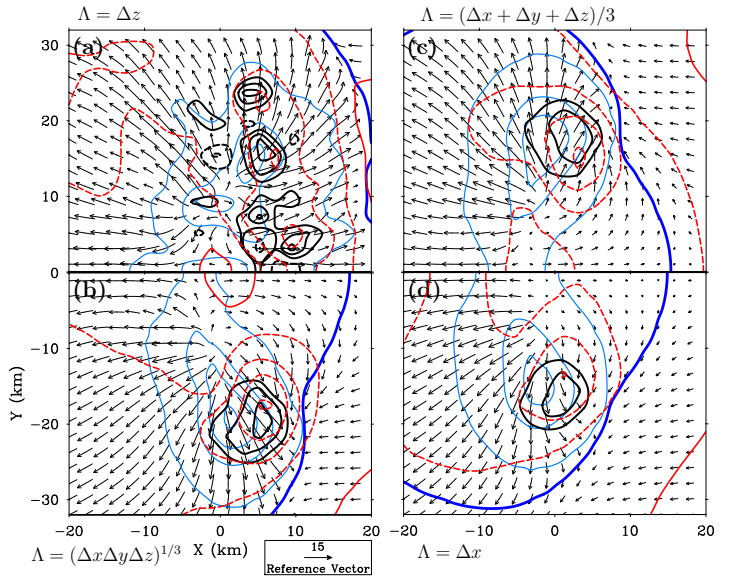 Λ = Δz
Λ = (Δx + Δy + Δz)/3
(a)
(c)
30
20
10
0
(b)
(d)
−10
−20
−30
Y (km)
−20 −10 0 10 20
−20 −10 0 10 20
X (km)
Λ = (ΔxΔyΔz)^{1/3}
Λ = Δx
15
Reference Vector